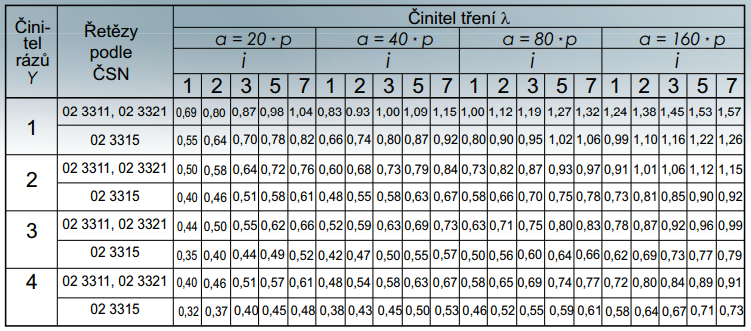 Čini-
tel
rázů
Y
Řetězy
podle
ČSN
Činitel tření λ
a = 20 * p a = 40 * p a = 80 * p a = 160 * p
i i i i
1 2 3 5 7 1 2 3 5 7 1 2 3 5 7 1 2 3 5 7
1 02 3311, 02 3321 0,69 0,80 0,87 0,98 1,04 0,83 0.93 1,00 1,09 1,15 1,00 1,12 1,19 1,27 1,32 1,24 1,38 1,45 1,53 1,57
02 3315 0,55 0,64 0,70 0,78 0,82 0,66 0,74 0,80 0,87 0,92 0,80 0,90 0,95 1,02 1,06 0,99 1,10 1,16 1,22 1,26
2 02 3311, 02 3321 0,50 0,58 0,64 0,72 0,76 0,60 0,68 0,73 0,79 0,84 0,73 0,82 0,87 0,93 0,97 0,91 1,01 1,06 1,12 1,15
02 3315 0,40 0,46 0,51 0,58 0,61 0,48 0,55 0,58 0,63 0,67 0,58 0,66 0,70 0,75 0,78 0,73 0,81 0,85 0,90 0,92
3 02 3311, 02 3321 0,44 0,50 0,55 0,62 0,66 0,52 0,59 0,63 0,69 0,73 0,63 0,71 0,75 0,80 0,83 0,78 0,87 0,92 0,96 0,99
02 3315 0,35 0,40 0,44 0,49 0,52 0,42 0,47 0,50 0,55 0,57 0,50 0,56 0,60 0,64 0,66 0,62 0,69 0,73 0,77 0,79
4 02 3311, 02 3321 0,40 0,46 0,51 0,57 0,61 0,48 0,54 0,58 0,63 0,67 0,58 0,65 0,69 0,74 0,77 0,72 0,80 0,84 0,89 0,91
02 3315 0,32 0,37 0,40 0,45 0,48 0,38 0,43 0,45 0,50 0,53 0,46 0,52 0,55 0,59 0,61 0,58 0,64 0,67 0,71 0,73